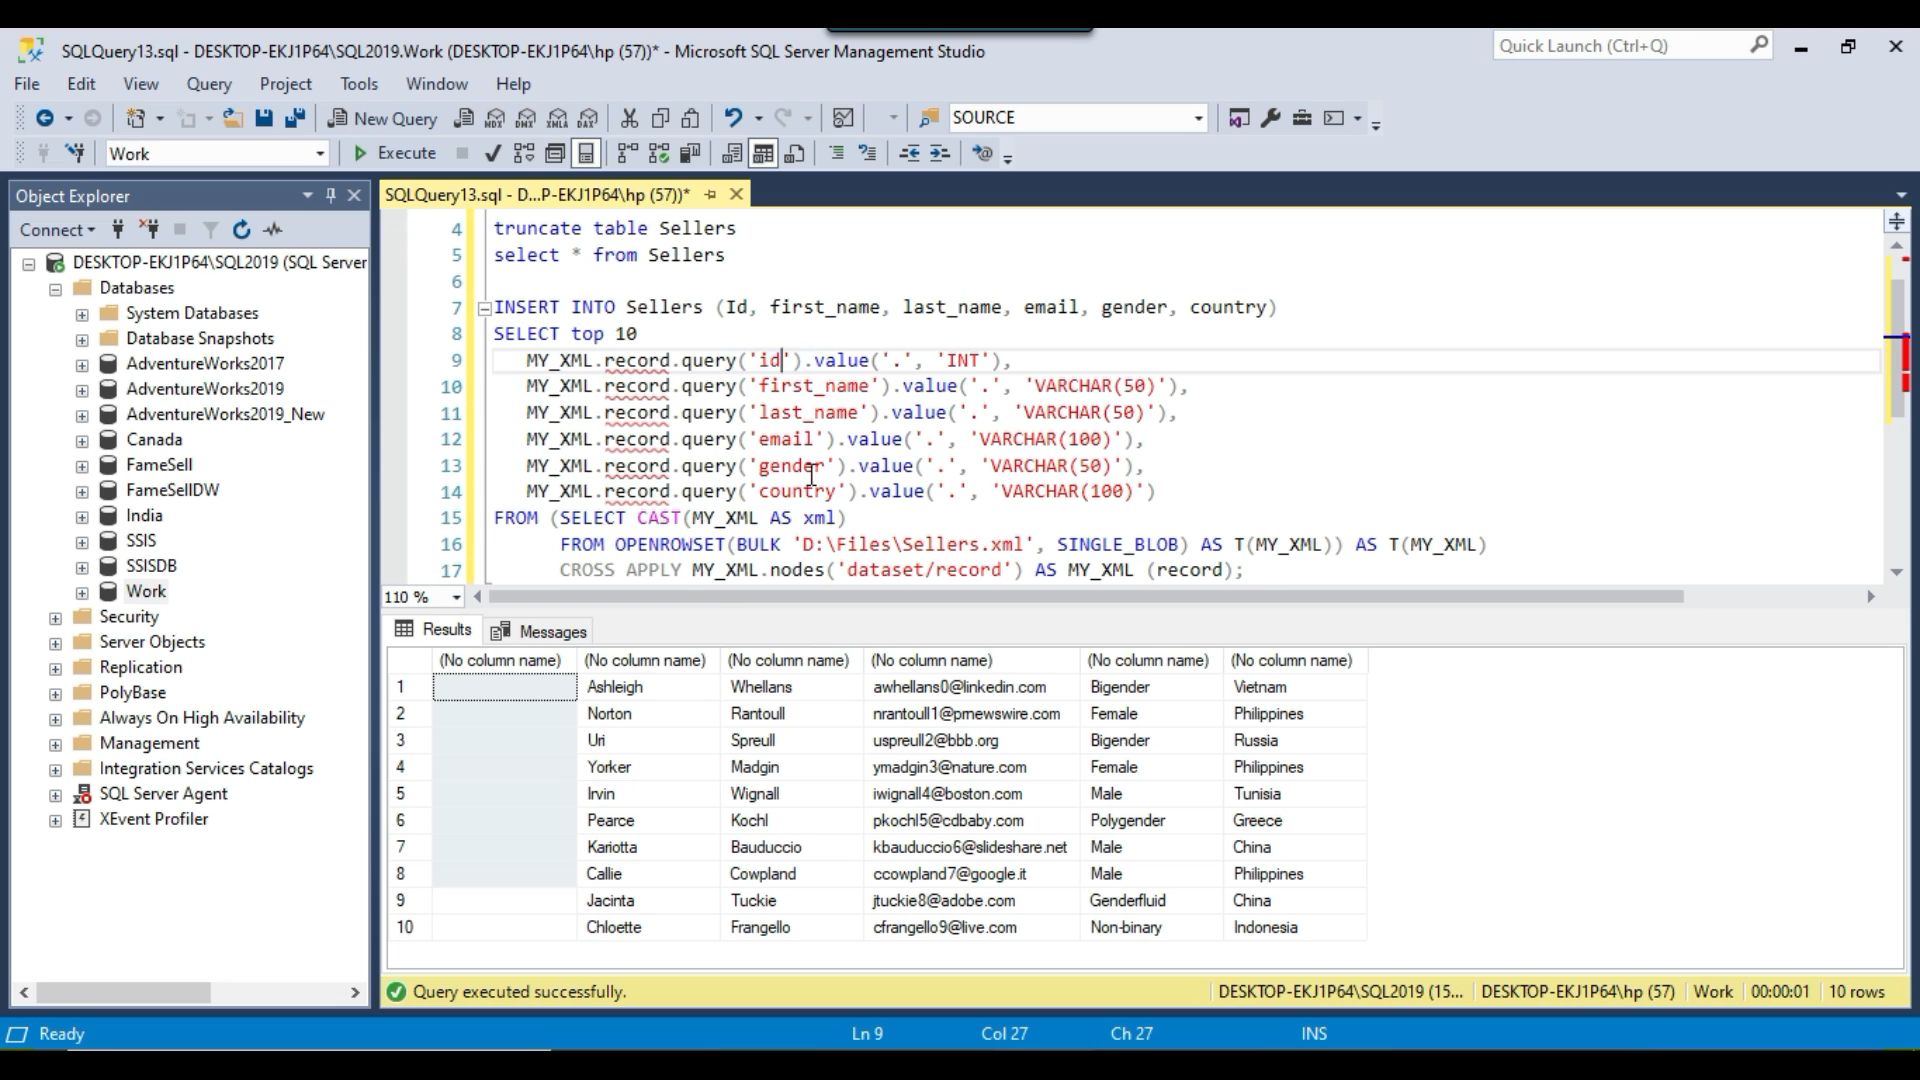 SQLQuery13.sql - DESKTOP-EKJ1P64\SQL2019.Work (DESKTOP-EKJ1P64\hp (57))* - Microsoft SQL Server Management Studio
Quick Launch (Ctrl+Q)
File Edit View Query Project Tools Window Help
New Query MDX DMX XMLA DAX SOURCE
Work Execute
Object Explorer
Connect
DESKTOP-EKJ1P64\SQL2019 (SQL Server
Databases
System Databases
Database Snapshots
AdventureWorks2017
AdventureWorks2019
AdventureWorks2019_New
Canada
FameSell
FameSellDW
India
SSIS
SSISDB
Work
Security
Server Objects
Replication
PolyBase
Always On High Availability
Management
Integration Services Catalogs
SQL Server Agent
XEvent Profiler
SQLQuery13.sql - D...P-EKJ1P64\hp (57))*
4 truncate table Sellers
5 select * from Sellers
6
7 INSERT INTO Sellers (Id, first_name, last_name, email, gender, country)
8 SELECT top 10
9 MY_XML.record.query('id').value('.', 'INT'),
10 MY_XML.record.query('first_name').value('.', 'VARCHAR(50)'),
11 MY_XML.record.query('last_name').value('.', 'VARCHAR(50)'),
12 MY_XML.record.query('email').value('.', 'VARCHAR(100)'),
13 MY_XML.record.query('gender').value('.', 'VARCHAR(50)'),
14 MY_XML.record.query('country').value('.', 'VARCHAR(100)')
15 FROM (SELECT CAST(MY_XML AS xml)
16 FROM OPENROWSET(BULK 'D:\Files\Sellers.xml', SINGLE_BLOB) AS T(MY_XML)) AS T(MY_XML)
17 CROSS APPLY MY_XML.nodes('dataset/record') AS MY_XML (record);
110 %
Results Messages
(No column name) (No column name) (No column name) (No column name) (No column name) (No column name)
1 Ashleigh Whellans awhellans0@linkedin.com Bigender Vietnam
2 Norton Rantoull nrantoull1@prnewswire.com Female Philippines
3 Uri Spreull uspreull2@bbb.org Bigender Russia
4 Yorker Madgin ymadgin3@nature.com Female Philippines
5 Irvin Wignall iwignall4@boston.com Male Tunisia
6 Pearce Kochl pkochl5@cdbaby.com Polygender Greece
7 Kariotta Bauduccio kbauduccio6@slideshare.net Male China
8 Callie Cowpland ccowpland7@google.it Male Philippines
9 Jacinta Tuckie jtuckie8@adobe.com Genderfluid China
10 Chloette Frangello cfrangello9@live.com Non-binary Indonesia
Query executed successfully. DESKTOP-EKJ1P64\SQL2019 (15... DESKTOP-EKJ1P64\hp (57) Work 00:00:01 10 rows
Ready Ln 9 Col 27 Ch 27 INS